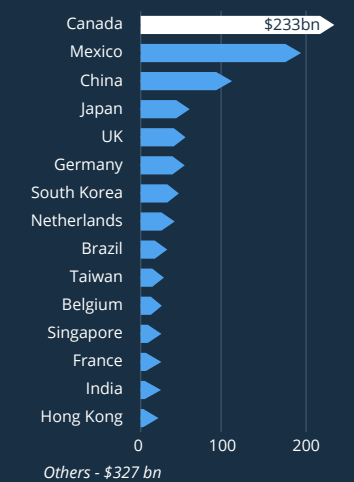 Canada $233bn
Mexico
China
Japan
UK
Germany
South Korea
Netherlands
Brazil
Taiwan
Belgium
Singapore
France
India
Hong Kong
0 100 200
Others - $327 bn